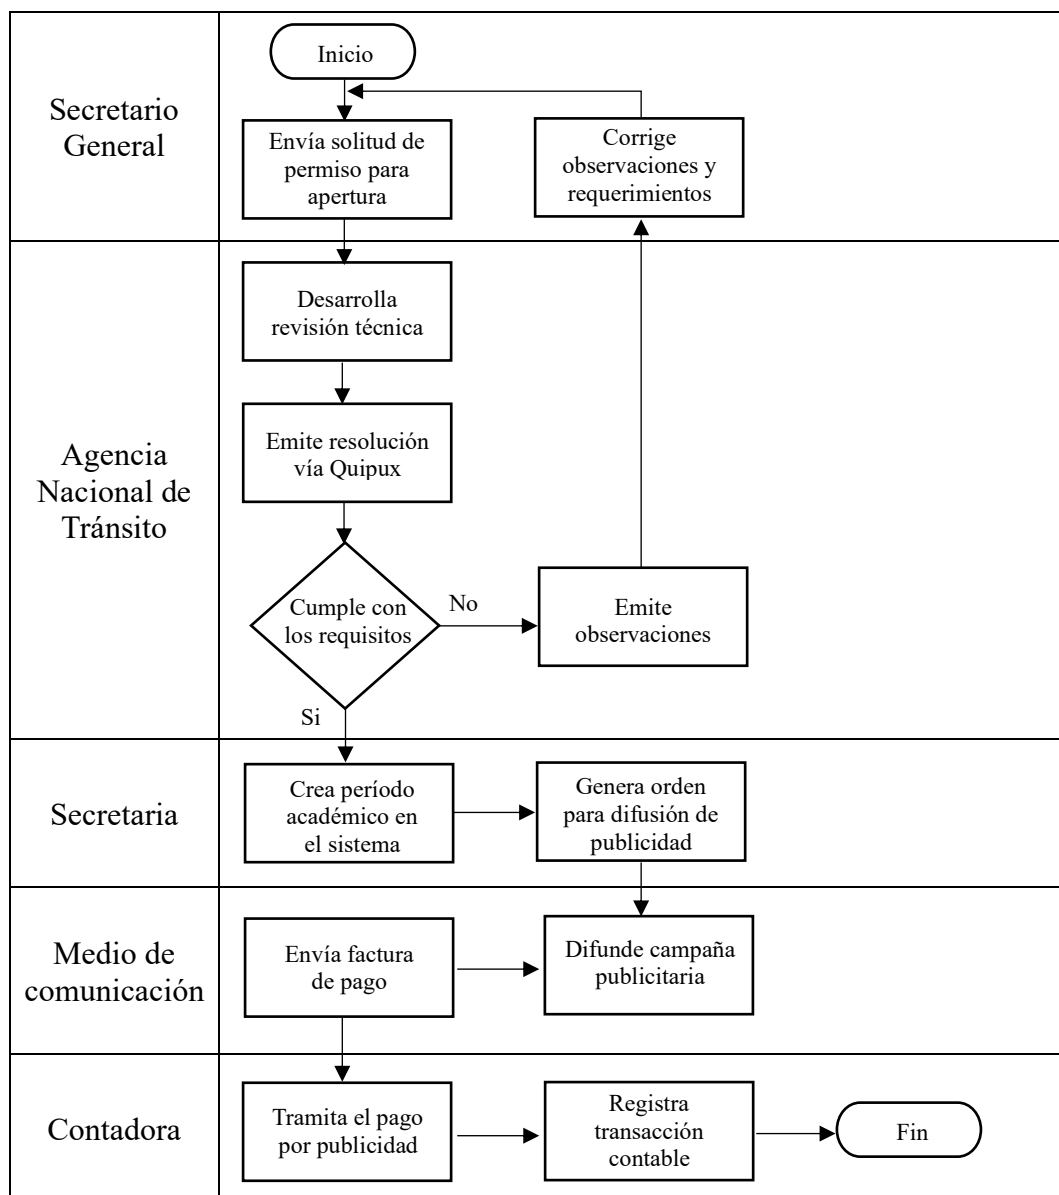 Secretario
General
Inicio
Envía solitud de
permiso para
apertura
Corrige
observaciones y
requerimientos
Agencia
Nacional de
Tránsito
Desarrolla
revisión técnica
Emite resolución
vía Quipux
Cumple con
los requisitos
No
Emite
observaciones
Si
Secretaria
Crea período
académico en
el sistema
Genera orden
para difusión de
publicidad
Medio de
comunicación
Envía factura
de pago
Difunde campaña
publicitaria
Contadora
Tramita el pago
por publicidad
Registra
transacción
contable
Fin